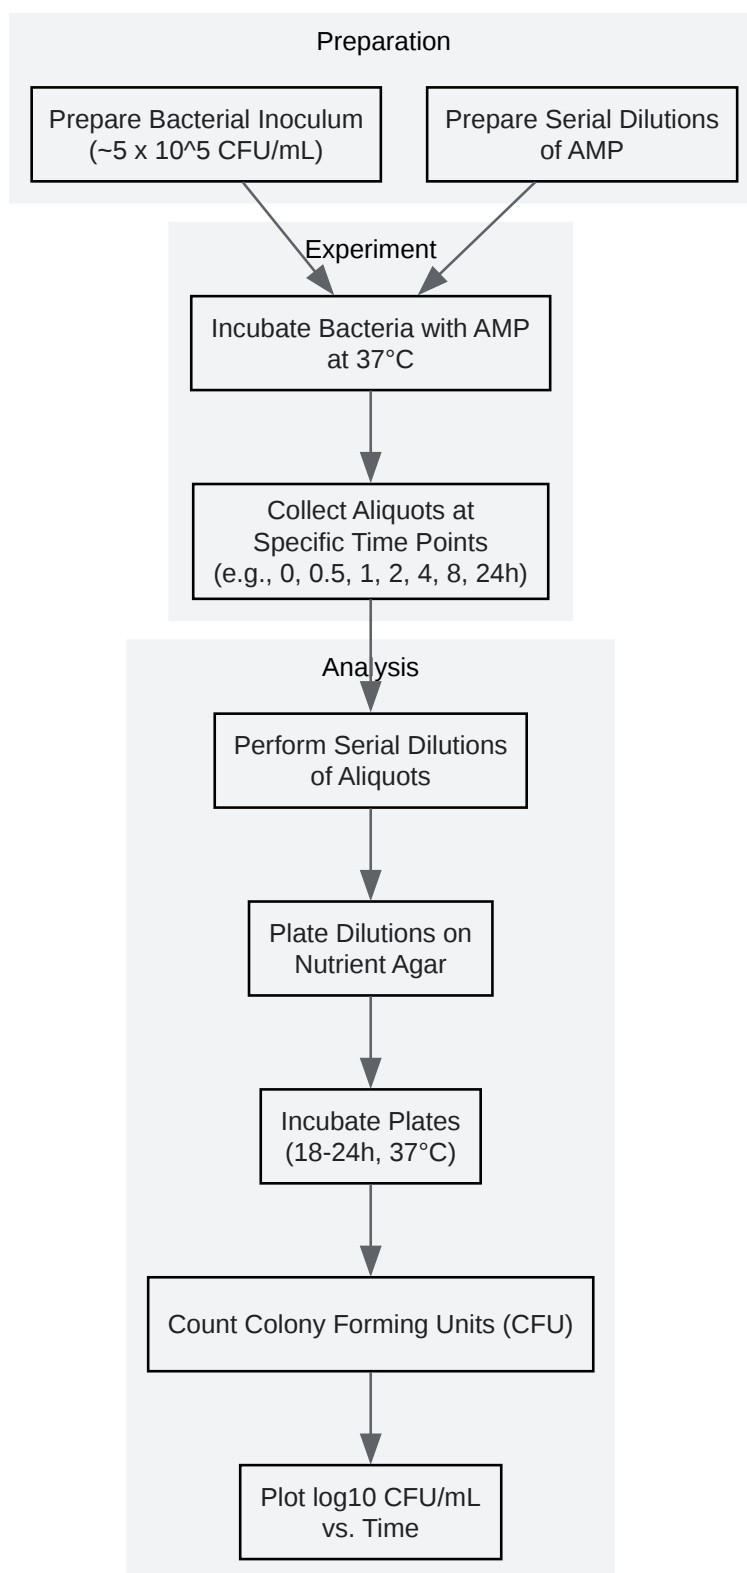 Preparation
Prepare Bacterial Inoculum
(~5 x 10^5 CFU/mL)
Prepare Serial Dilutions
of AMP
Experiment
Incubate Bacteria with AMP
at 37°C
Collect Aliquots at
Specific Time Points
(e.g., 0, 0.5, 1, 2, 4, 8, 24h)
Analysis
Perform Serial Dilutions
of Aliquots
Plate Dilutions on
Nutrient Agar
Incubate Plates
(18-24h, 37°C)
Count Colony Forming Units (CFU)
Plot log10 CFU/mL
vs. Time